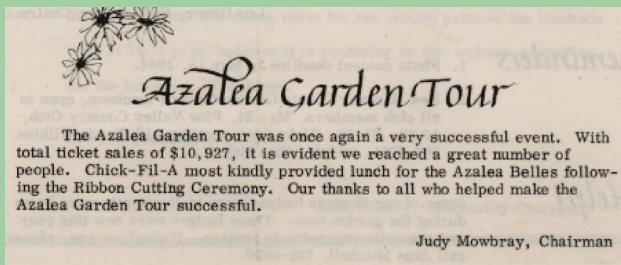 Azalea Garden Tour
The Azalea Garden Tour was once again a very successful event. With
total ticket sales of $10,927, it is evident we reached a great number of
people. Chick-Fil-A most kindly provided lunch for the Azalea Belles follow-
ing the Ribbon Cutting Ceremony. Our thanks to all who helped make the
Azalea Garden Tour successful.
Judy Mowbray, Chairman